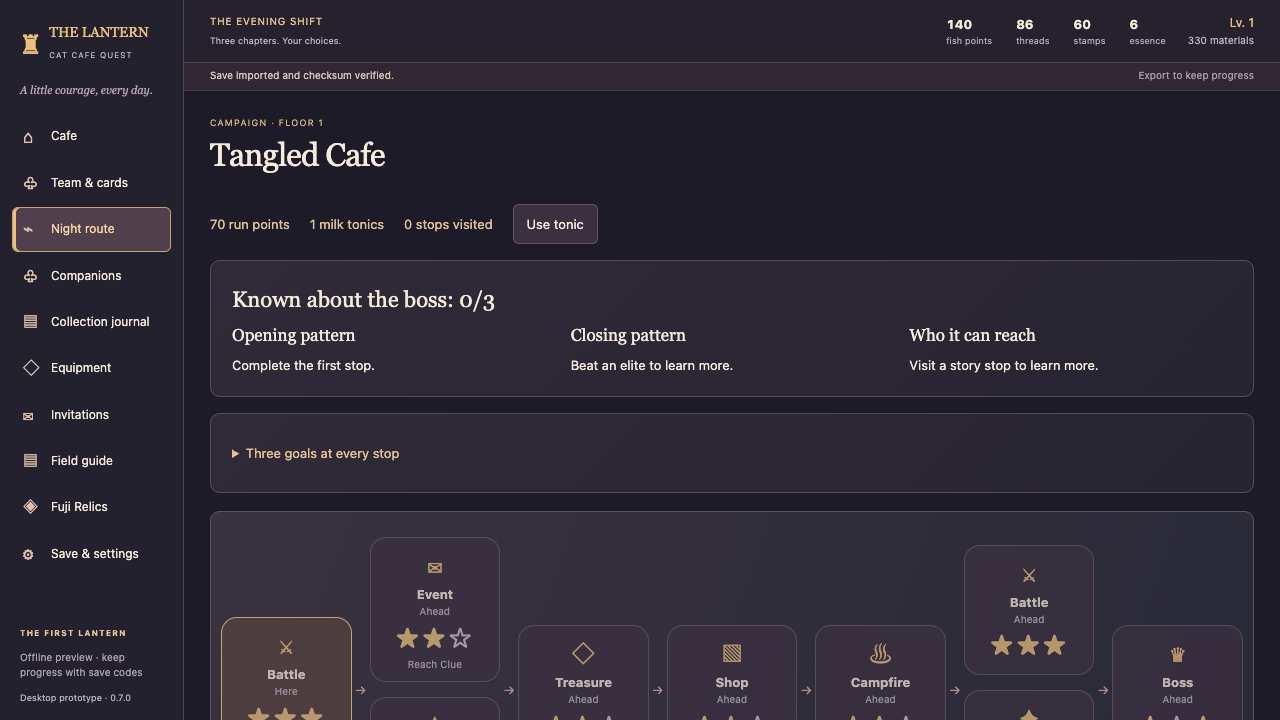 THE LANTERN
CAT CAFE QUEST
A little courage, every day.
Cafe
Team & cards
Night route
Companions
Collection journal
Equipment
Invitations
Field guide
Fuji Relics
Save & settings
THE FIRST LANTERN
Offline preview · keep
progress with save codes
Desktop prototype · 0.7.0
THE EVENING SHIFT
Three chapters. Your choices.
140
fish points
86
threads
60
stamps
6
essence
Lv. 1
330 materials
Save imported and checksum verified.
Export to keep progress
CAMPAIGN · FLOOR 1
Tangled Cafe
70 run points
1 milk tonics
0 stops visited
Use tonic
Known about the boss: 0/3
Opening pattern
Complete the first stop.
Closing pattern
Beat an elite to learn more.
Who it can reach
Visit a story stop to learn more.
Three goals at every stop
Battle
Here
Event
Ahead
Reach Clue
Treasure
Ahead
Shop
Ahead
Campfire
Ahead
Battle
Ahead
Boss
Ahead